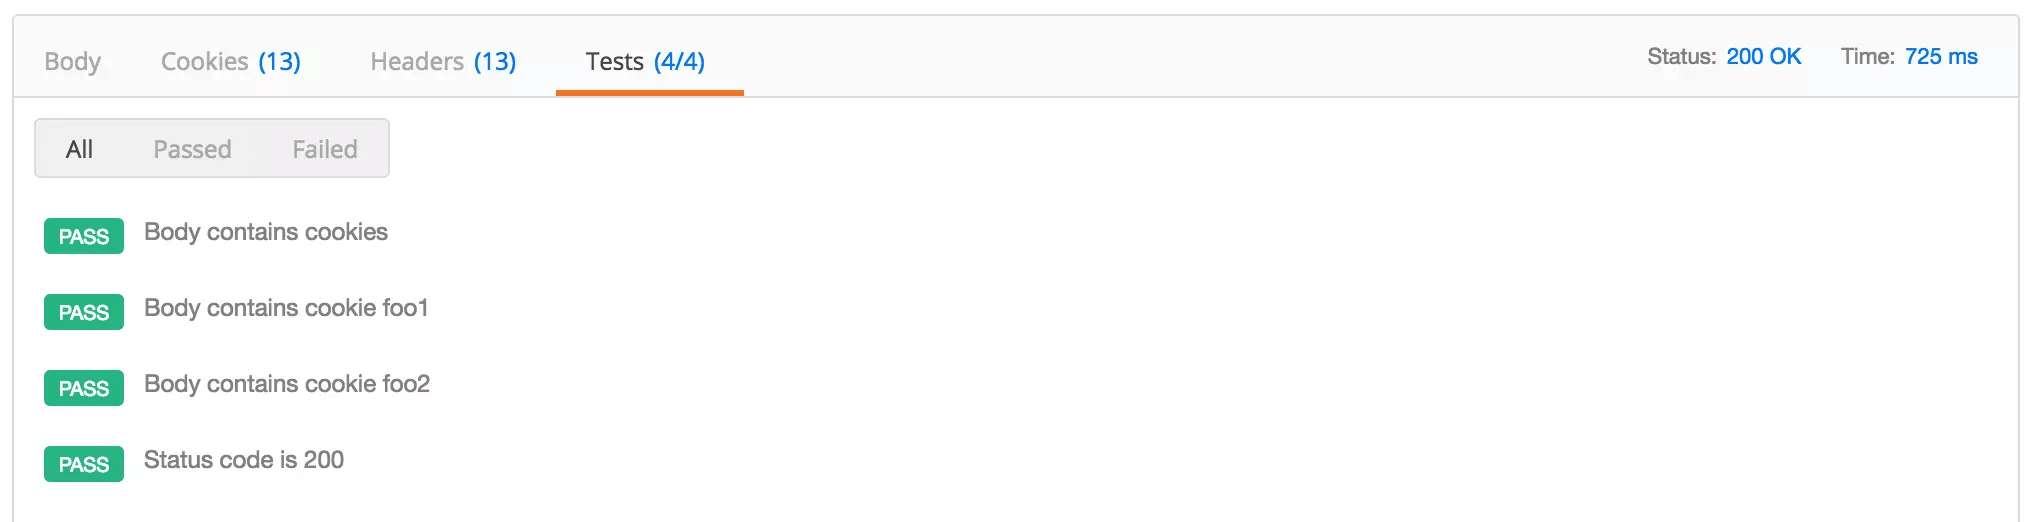 Body Cookies (13) Headers (13) Tests (4/4) Status: 200 OK Time: 725 ms
All Passed Failed
PASS Body contains cookies
PASS Body contains cookie foo1
PASS Body contains cookie foo2
PASS Status code is 200